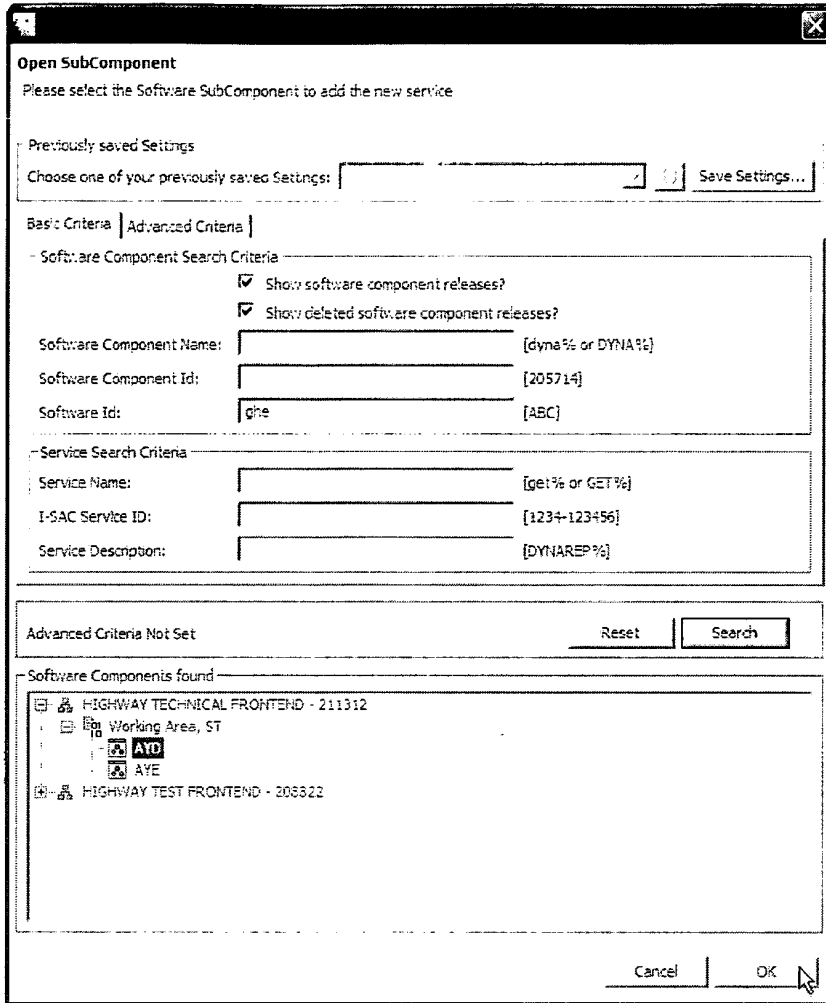 Open SubComponent
Please select the Software SubComponent to add the new service
Previously saved Settings
Choose one of your previously saved Settings: Save Settings...
Basic Criteria Advanced Criteria
Software Component Search Criteria
Show software component releases?
Show deleted software component releases?
Software Component Name: [dyna% or DYNA%]
Software Component Id: [205714]
Software Id: ghe [ABC]
Service Search Criteria
Service Name: [get% or GET%]
I-SAC Service ID: [1234-123456]
Service Description: [DYNAREP%]
Advanced Criteria Not Set Reset Search
Software Components found
HIGHWAY TECHNICAL FRONTEND - 211312
Working Area, ST
AYD
AYE
HIGHWAY TEST FRONTEND - 208322
Cancel OK